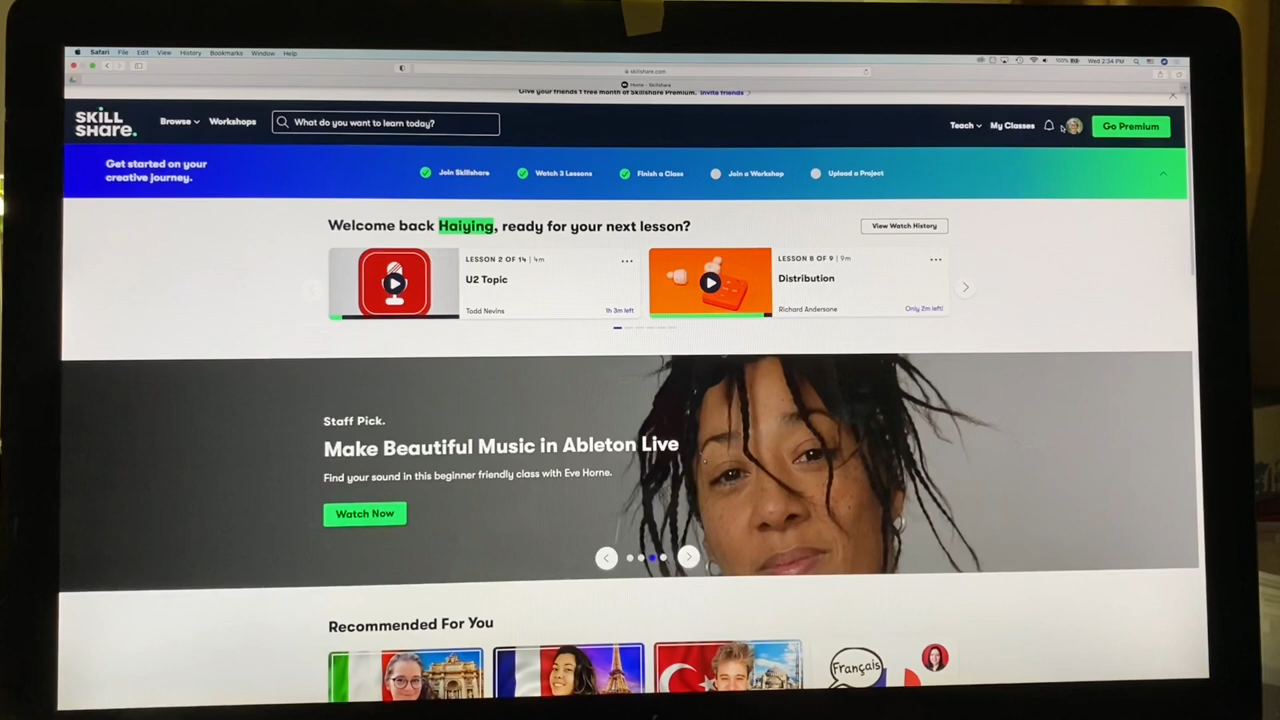 Safari File Edit View History Bookmarks Window Help
100% Wed 2:34 PM
skillshare.com
Home - Skillshare
Give your friends 1 free month of Skillshare Premium. Invite friends
SKILL
SHARE.
Browse Workshops What do you want to learn today? Teach My Classes Go Premium
Get started on your
creative journey.
Join Skillshare Watch 3 Lessons Finish a Class Join a Workshop Upload a Project
Welcome back Haiying, ready for your next lesson? View Watch History
LESSON 2 OF 14 | 4m
U2 Topic
Todd Nevins 1h 3m left
LESSON 8 OF 9 | 9m
Distribution
Richard Andersone Only 2m left!
Staff Pick.
Make Beautiful Music in Ableton Live
Find your sound in this beginner friendly class with Eve Horne.
Watch Now
Recommended For You
Français